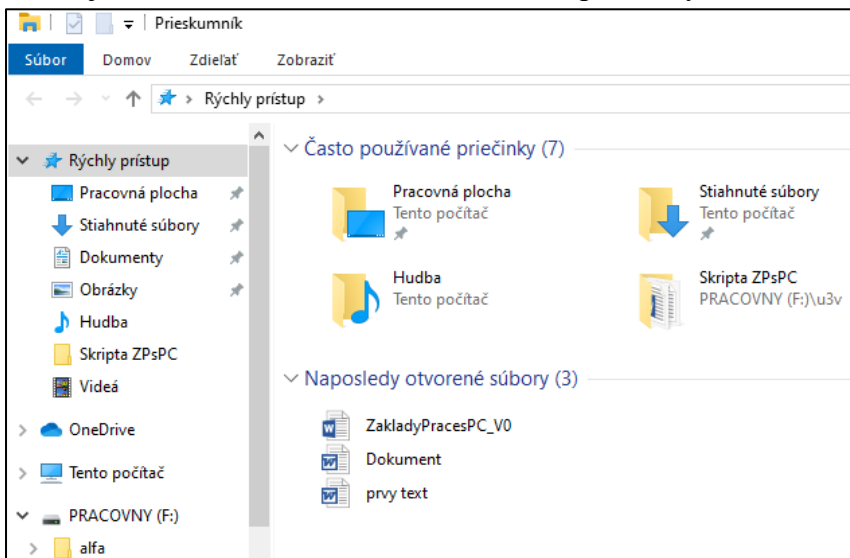 Prieskumník
Súbor Domov Zdieľať Zobraziť
Rýchly prístup
Rýchly prístup
Pracovná plocha
Stiahnuté súbory
Dokumenty
Obrázky
Hudba
Skripta ZPsPC
Videá
OneDrive
Tento počítač
PRACOVNY (F:)
alfa
Často používané priečinky (7)
Pracovná plocha
Tento počítač
Stiahnuté súbory
Tento počítač
Hudba
Tento počítač
Skripta ZPsPC
PRACOVNY (F:)\u3v
Naposledy otvorené súbory (3)
ZakladyPracesPC_V0
Dokument
prvy text